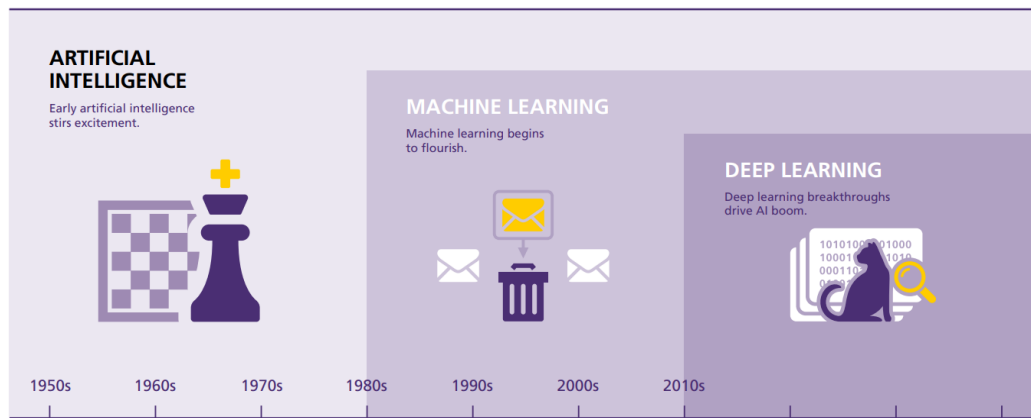 ARTIFICIAL
INTELLIGENCE
Early artificial intelligence
stirs excitement.
MACHINE LEARNING
Machine learning begins
to flourish.
DEEP LEARNING
Deep learning breakthroughs
drive AI boom.
1950s 1960s 1970s 1980s 1990s 2000s 2010s